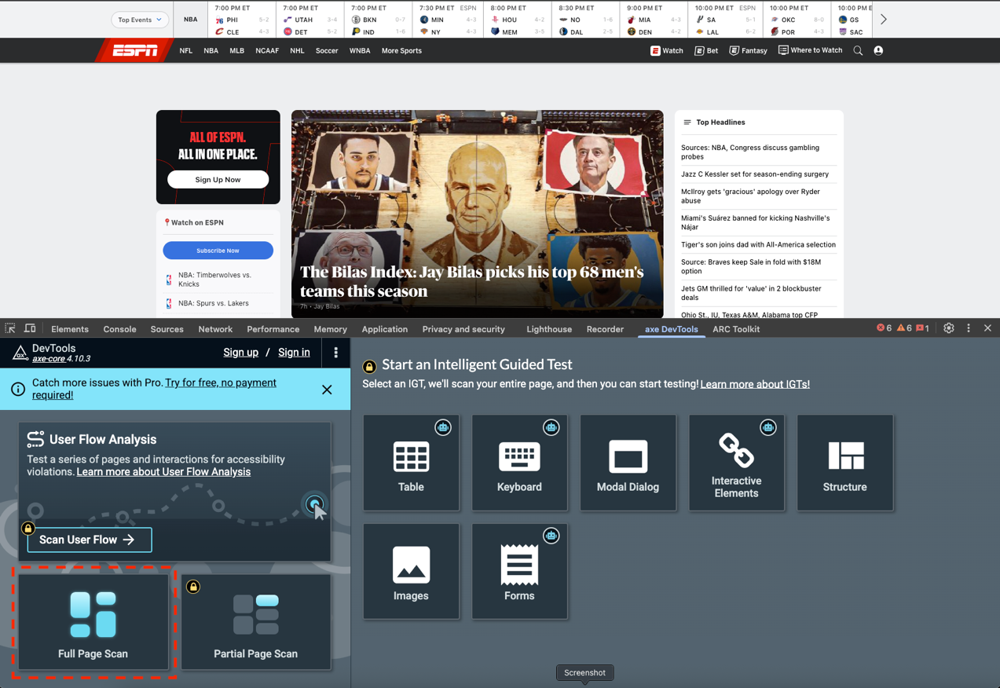 Top Events
NBA
7:00 PM ET
PHI 5-2
CLE 4-3
7:00 PM ET
UTAH 3-4
DET 5-2
7:00 PM ET
BKN 0-7
IND 1-6
7:30 PM ET ESPN
MIN 4-3
NY 4-3
8:00 PM ET
HOU 4-2
MEM 3-5
8:30 PM ET
NO 1-6
DAL 2-5
9:00 PM ET
MIA 4-3
DEN 4-2
10:00 PM ET ESPN
SA 5-1
LAL 6-2
10:00 PM ET
OKC 8-0
POR 4-3
10:00 PM E
GS
SAC
ESPN NFL NBA MLB NCAAF NHL Soccer WNBA More Sports Watch Bet Fantasy Where to Watch
ALL OF ESPN.
ALL IN ONE PLACE.
Sign Up Now
Watch on ESPN
Subscribe Now
NBA: Timberwolves vs.
Knicks
NBA: Spurs vs. Lakers
The Bilas Index: Jay Bilas picks his top 68 men's
teams this season
7h • Jay Bilas
Top Headlines
Sources: NBA, Congress discuss gambling
probes
Jazz C Kessler set for season-ending surgery
McIlroy gets 'gracious' apology over Ryder
abuse
Miami's Suárez banned for kicking Nashville's
Nájar
Tiger's son joins dad with All-America selection
Source: Braves keep Sale in fold with $18M
option
Jets GM thrilled for 'value' in 2 blockbuster
deals
Ohio St., IU, Texas A&M, Alabama top CFP
Elements Console Sources Network Performance Memory Application Privacy and security Lighthouse Recorder axe DevTools ARC Toolkit 6 6 1
ax
DevTools
axe-core 4.10.3
Sign up / Sign in
Catch more issues with Pro. Try for free, no payment
required!
User Flow Analysis
Test a series of pages and interactions for accessibility
violations. Learn more about User Flow Analysis
Scan User Flow
Full Page Scan
Partial Page Scan
Start an Intelligent Guided Test
Select an IGT, we'll scan your entire page, and then you can start testing! Learn more about IGTs!
Table
Keyboard
Modal Dialog
Interactive
Elements
Structure
Images
Forms
Screenshot